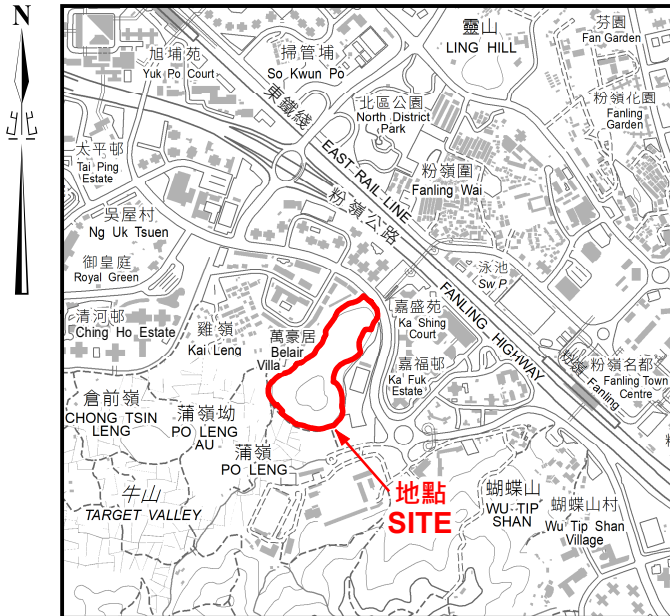 N
旭埔苑
Yuk Po Court
掃管埔
So Kwun Po
靈山
LING HILL
芬園
Fan Garden
東鐵綫
EAST RAIL LINE
北區公園
North District
Park
粉嶺花園
Fanling
Garden
太平邨
Tai Ping
Estate
粉嶺圍
Fanling Wai
粉嶺公路
FANLING HIGHWAY
吳屋村
Ng Uk Tsuen
御皇庭
Royal Green
泳池
Sw P
清河邨
Ching Ho Estate
雞嶺
Kai Leng
萬豪居
Belair
Villa
嘉盛苑
Ka Shing
Court
嘉福邨
Ka Fuk
Estate
粉嶺
Fanling
粉嶺名都
Fanling Town
Centre
倉前嶺
CHONG TSIN
LENG
蒲嶺坳
PO LENG
AU
蒲嶺
PO LENG
牛山
TARGET VALLEY
地點
SITE
蝴蝶山
WU TIP
SHAN
蝴蝶山村
Wu Tip Shan
Village